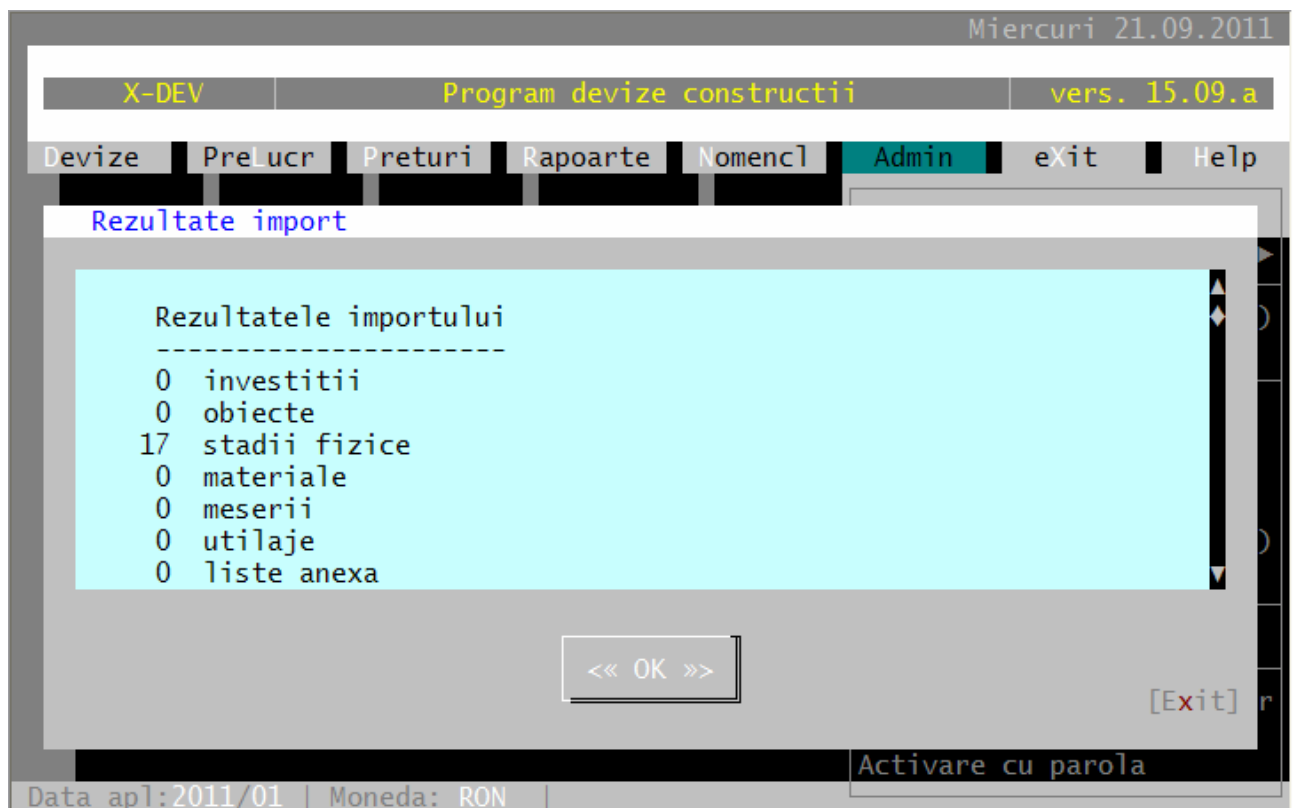 Miercuri 21.09.2011
X-DEV Program devize constructii vers. 15.09.a
Devize PreLucr Preturi Rapoarte Nomencl Admin eXit Help
Rezultate import
Rezultatele importului
----------------------
0 investitii
0 obiecte
17 stadii fizice
0 materiale
0 meserii
0 utilaje
0 liste anexa
<« OK »>
[Exit] r
Activare cu parola
Data apl:2011/01 | Moneda: RON |